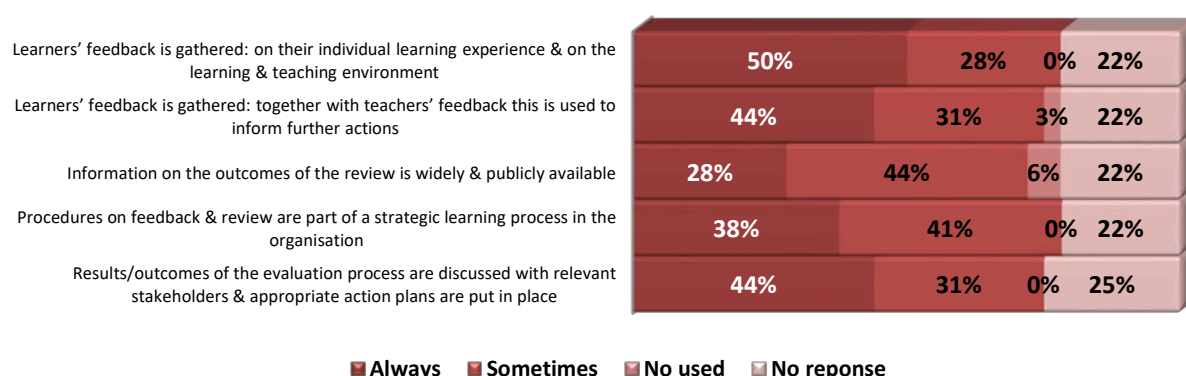 Learners’ feedback is gathered: on their individual learning experience & on the
learning & teaching environment
50% 28% 0% 22%
Learners’ feedback is gathered: together with teachers’ feedback this is used to
inform further actions
44% 31% 3% 22%
Information on the outcomes of the review is widely & publicly available
28% 44% 6% 22%
Procedures on feedback & review are part of a strategic learning process in the
organisation
38% 41% 0% 22%
Results/outcomes of the evaluation process are discussed with relevant
stakeholders & appropriate action plans are put in place
44% 31% 0% 25%
Always Sometimes No used No reponse